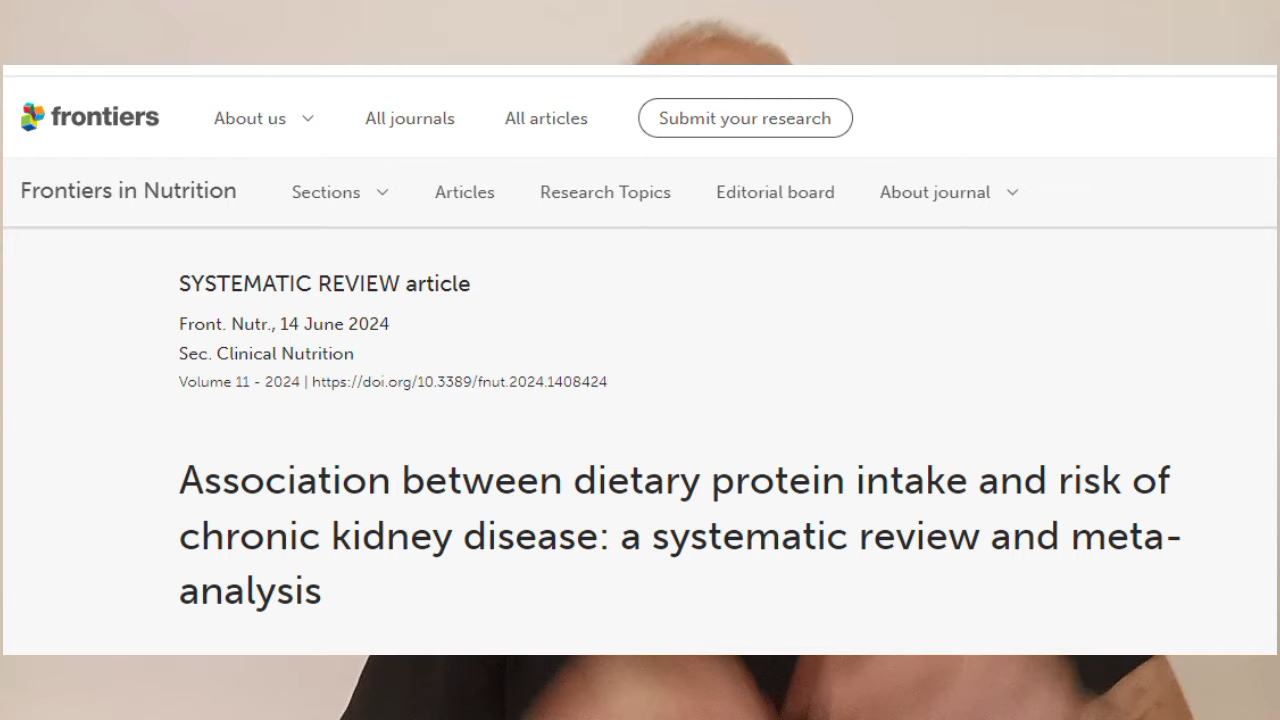 frontiers
About us
All journals
All articles
Submit your research
Frontiers in Nutrition
Sections
Articles
Research Topics
Editorial board
About journal
SYSTEMATIC REVIEW article
Front. Nutr., 14 June 2024
Sec. Clinical Nutrition
Volume 11 - 2024 | https://doi.org/10.3389/fnut.2024.1408424
Association between dietary protein intake and risk of
chronic kidney disease: a systematic review and meta-
analysis